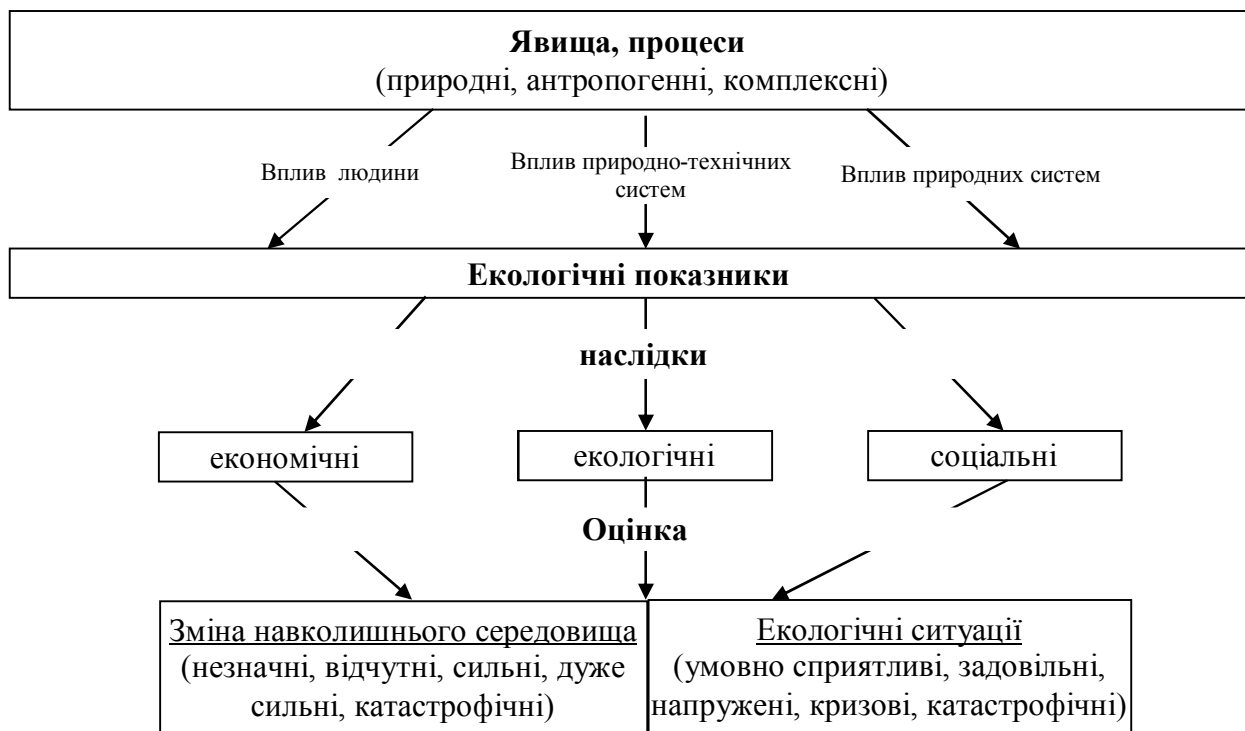 Явища, процеси
(природні, антропогенні, комплексні)
Вплив людини
Вплив природно-технічних
систем
Вплив природних систем
Екологічні показники
наслідки
економічні
екологічні
соціальні
Оцінка
Зміна навколишнього середовища
(незначні, відчутні, сильні, дуже
сильні, катастрофічні)
Екологічні ситуації
(умовно сприятливі, задовільні,
напружені, кризові, катастрофічні)